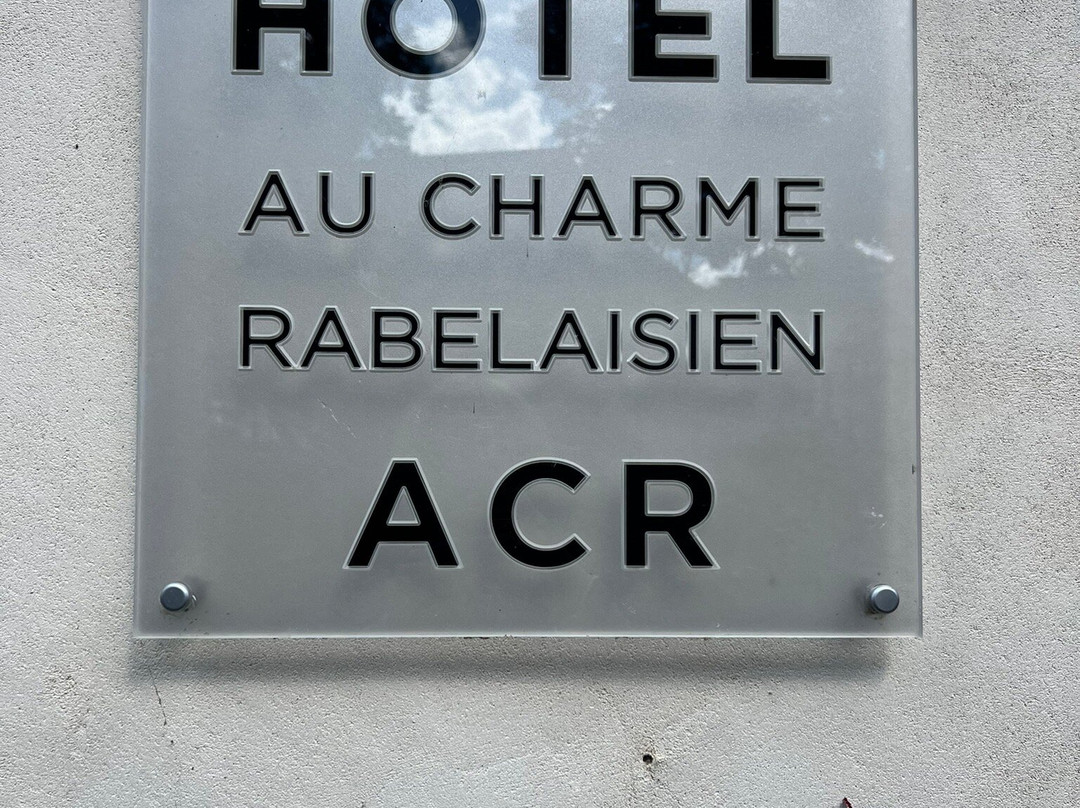 HOTEL
AU CHARME
RABELAISIEN
ACR